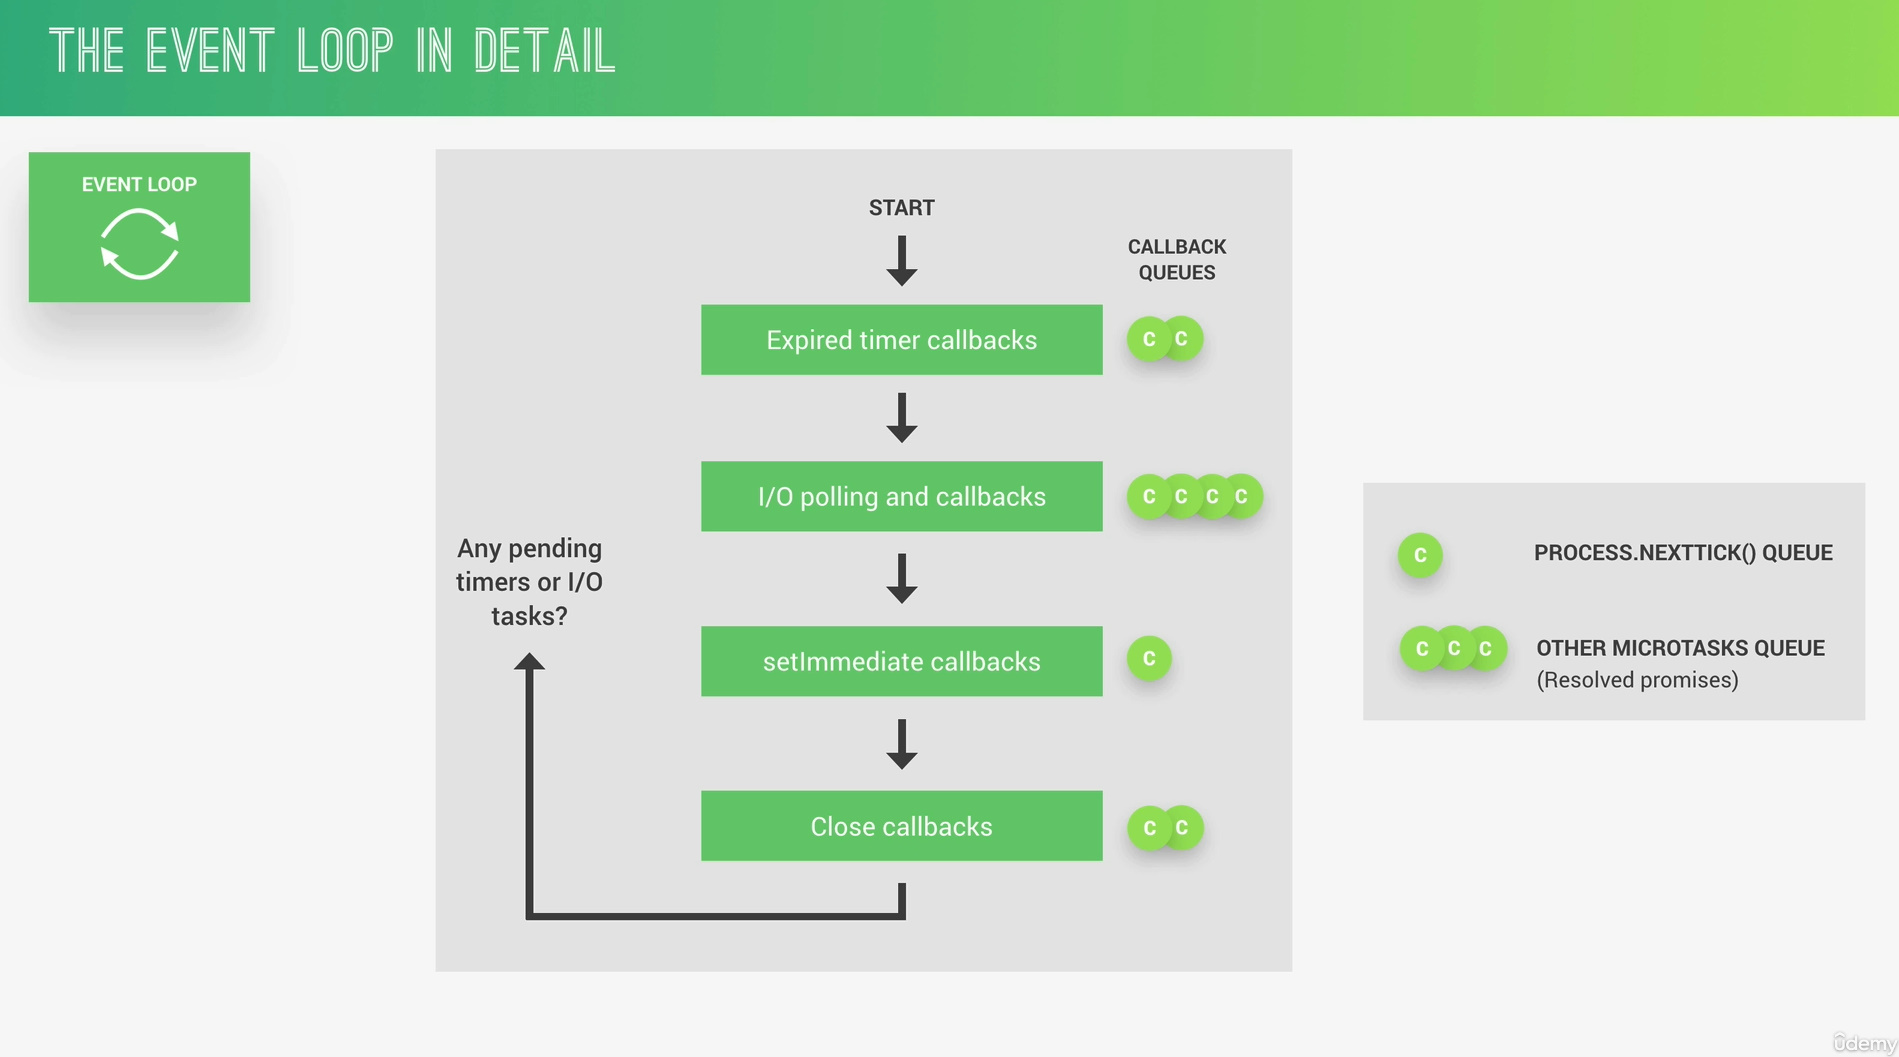 THE EVENT LOOP IN DETAIL
EVENT LOOP
START
CALLBACK
QUEUES
Expired timer callbacks
C C
I/O polling and callbacks
C C C C
Any pending
timers or I/O
tasks?
setImmediate callbacks
C
Close callbacks
C C
C
PROCESS.NEXTTICK() QUEUE
C C C
OTHER MICROTASKS QUEUE
(Resolved promises)
ûdemy